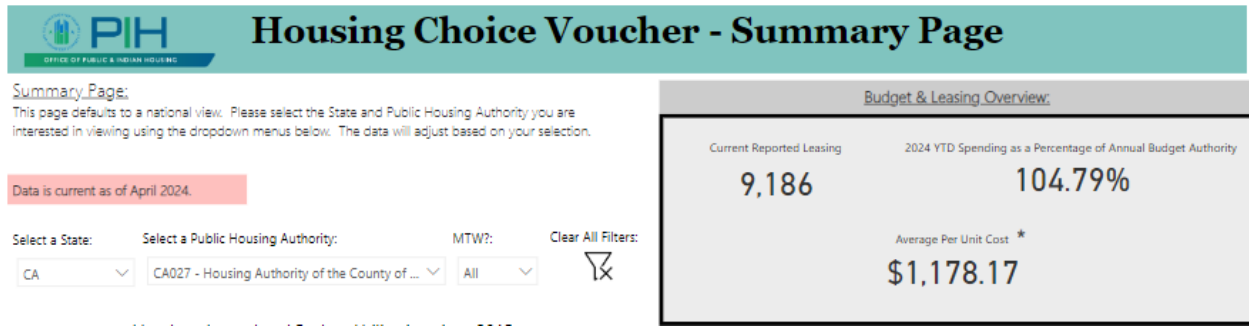 PIH
OFFICE OF PUBLIC & INDIAN HOUSING
Housing Choice Voucher - Summary Page
Summary Page:
This page defaults to a national view. Please select the State and Public Housing Authority you are
interested in viewing using the dropdown menus below. The data will adjust based on your selection.
Data is current as of April 2024.
Select a State:
Select a Public Housing Authority:
MTW?:
Clear All Filters:
CA
CA027 - Housing Authority of the County of ...
All
Budget & Leasing Overview:
Current Reported Leasing
9,186
2024 YTD Spending as a Percentage of Annual Budget Authority
104.79%
Average Per Unit Cost *
$1,178.17